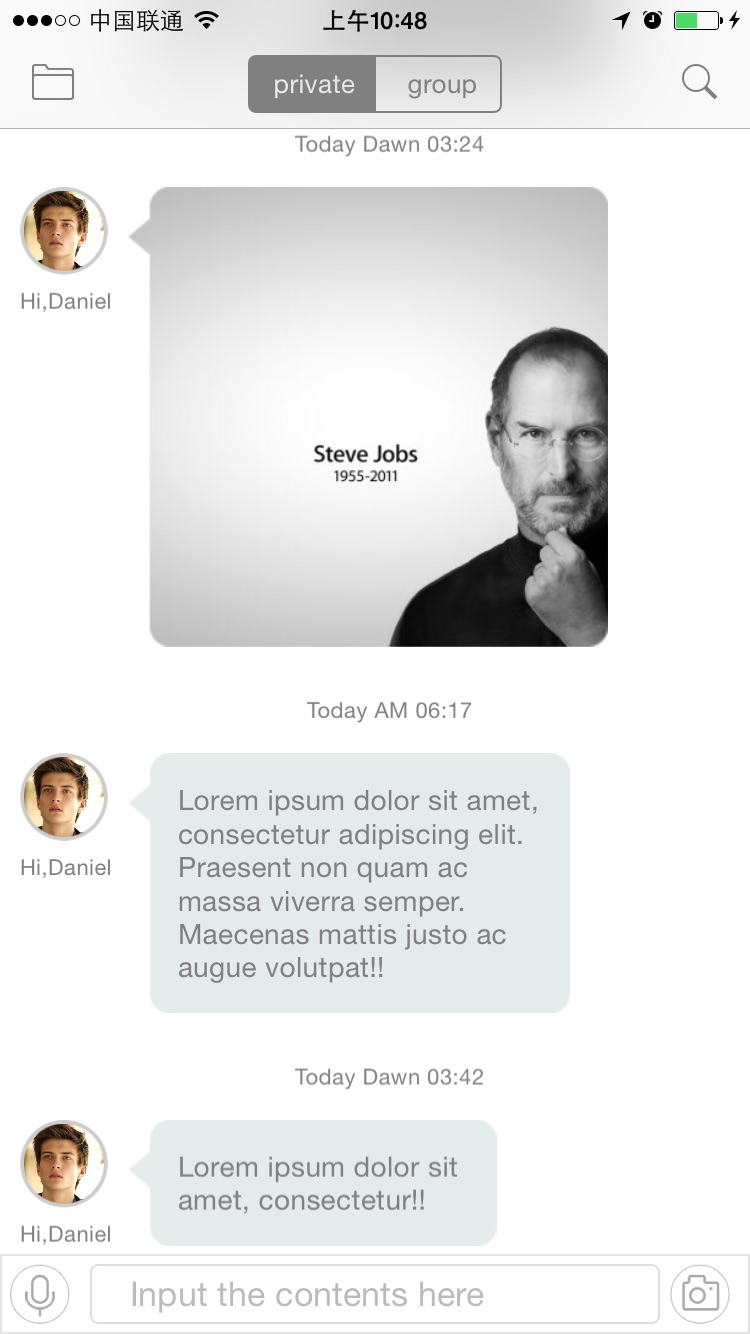 中国联通
上午10:48
private
group
Today Dawn 03:24
Hi,Daniel
Steve Jobs
1955-2011
Today AM 06:17
Hi,Daniel
Lorem ipsum dolor sit amet,
consectetur adipiscing elit.
Praesent non quam ac
massa viverra semper.
Maecenas mattis justo ac
augue volutpat!!
Today Dawn 03:42
Hi,Daniel
Lorem ipsum dolor sit
amet, consectetur!!
Input the contents here